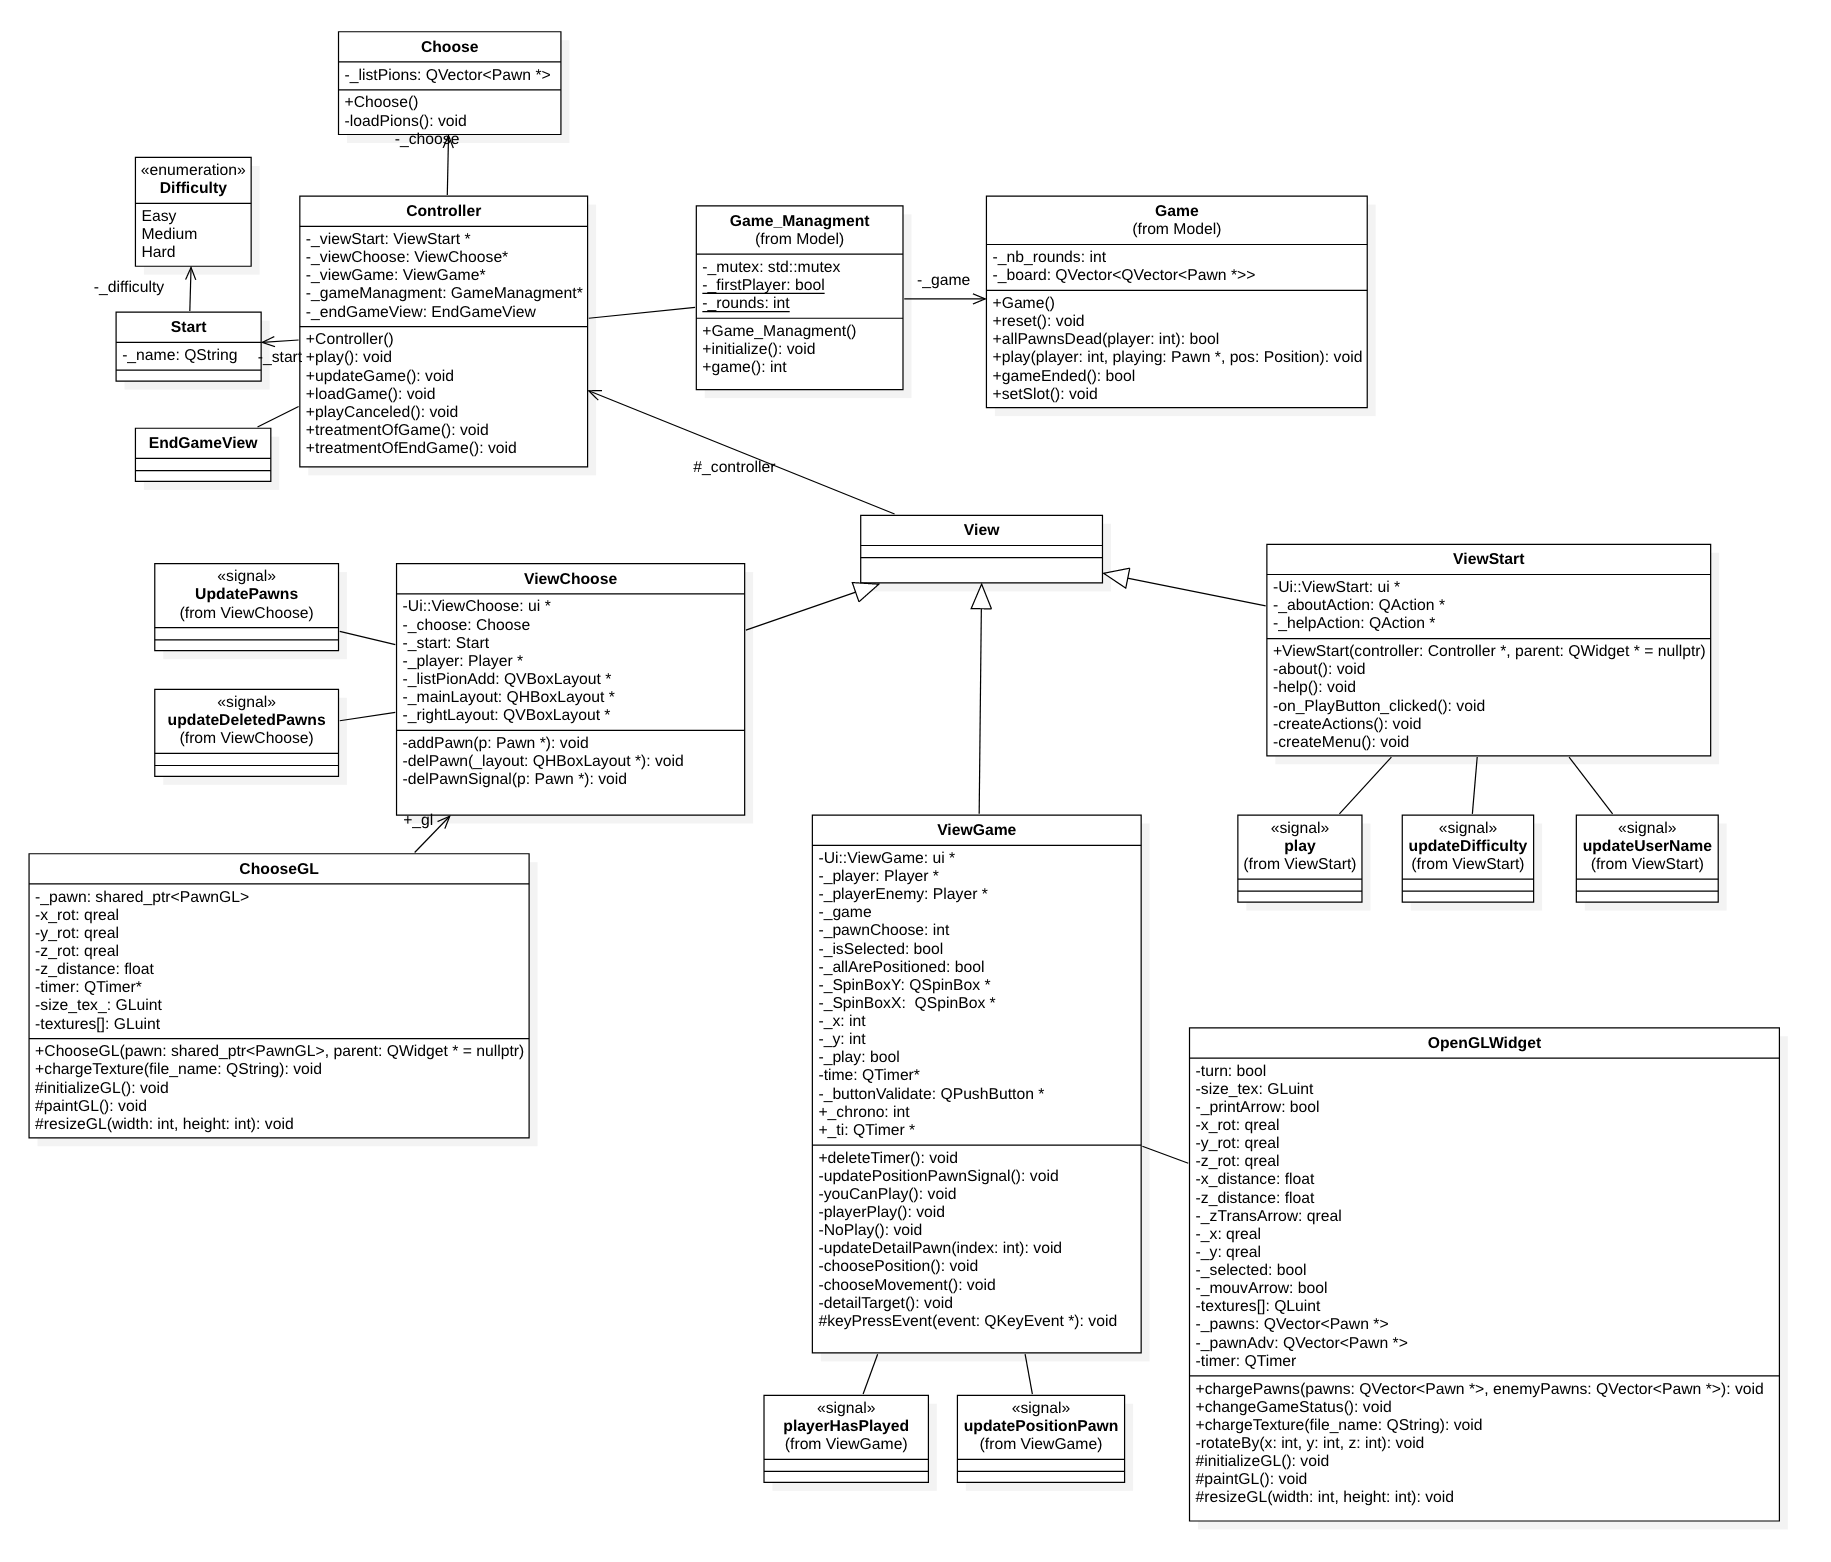 Choose
-_listPions: QVector<Pawn *>
+Choose()
-loadPions(): void
-_choose
«enumeration»
Difficulty
Easy
Medium
Hard
-_difficulty
Start
-_name: QString
-_start
EndGameView
Controller
-_viewStart: ViewStart *
-_viewChoose: ViewChoose*
-_viewGame: ViewGame*
-_gameManagment: GameManagment*
-_endGameView: EndGameView
+Controller()
+play(): void
+updateGame(): void
+loadGame(): void
+playCanceled(): void
+treatmentOfGame(): void
+treatmentOfEndGame(): void
Game_Managment
(from Model)
-_mutex: std::mutex
-_firstPlayer: bool
-_rounds: int
+Game_Managment()
+initialize(): void
+game(): int
-_game
Game
(from Model)
-_nb_rounds: int
-_board: QVector<QVector<Pawn *>>
+Game()
+reset(): void
+allPawnsDead(player: int): bool
+play(player: int, playing: Pawn *, pos: Position): void
+gameEnded(): bool
+setSlot(): void
#_controller
View
«signal»
UpdatePawns
(from ViewChoose)
«signal»
updateDeletedPawns
(from ViewChoose)
ViewChoose
-Ui::ViewChoose: ui *
-_choose: Choose
-_start: Start
-_player: Player *
-_listPionAdd: QVBoxLayout *
-_mainLayout: QHBoxLayout *
-_rightLayout: QVBoxLayout *
-addPawn(p: Pawn *): void
-delPawn(_layout: QHBoxLayout *): void
-delPawnSignal(p: Pawn *): void
+_gl
ViewStart
-Ui::ViewStart: ui *
-_aboutAction: QAction *
-_helpAction: QAction *
+ViewStart(controller: Controller *, parent: QWidget * = nullptr)
-about(): void
-help(): void
-on_PlayButton_clicked(): void
-createActions(): void
-createMenu(): void
«signal»
play
(from ViewStart)
«signal»
updateDifficulty
(from ViewStart)
«signal»
updateUserName
(from ViewStart)
ChooseGL
-_pawn: shared_ptr<PawnGL>
-x_rot: qreal
-y_rot: qreal
-z_rot: qreal
-z_distance: float
-timer: QTimer*
-size_tex_: GLuint
-textures[]: GLuint
+ChooseGL(pawn: shared_ptr<PawnGL>, parent: QWidget * = nullptr)
+chargeTexture(file_name: QString): void
#initializeGL(): void
#paintGL(): void
#resizeGL(width: int, height: int): void
ViewGame
-Ui::ViewGame: ui *
-_player: Player *
-_playerEnemy: Player *
-_game
-_pawnChoose: int
-_isSelected: bool
-_allArePositioned: bool
-_SpinBoxY: QSpinBox *
-_SpinBoxX:  QSpinBox *
-_x: int
-_y: int
-_play: bool
-time: QTimer*
-_buttonValidate: QPushButton *
+_chrono: int
+_ti: QTimer *
+deleteTimer(): void
-updatePositionPawnSignal(): void
-youCanPlay(): void
-playerPlay(): void
-NoPlay(): void
-updateDetailPawn(index: int): void
-choosePosition(): void
-chooseMovement(): void
-detailTarget(): void
#keyPressEvent(event: QKeyEvent *): void
«signal»
playerHasPlayed
(from ViewGame)
«signal»
updatePositionPawn
(from ViewGame)
OpenGLWidget
-turn: bool
-size_tex: GLuint
-_printArrow: bool
-x_rot: qreal
-y_rot: qreal
-z_rot: qreal
-x_distance: float
-z_distance: float
-_zTransArrow: qreal
-_x: qreal
-_y: qreal
-_selected: bool
-_mouvArrow: bool
-textures[]: QLuint
-_pawns: QVector<Pawn *>
-_pawnAdv: QVector<Pawn *>
-timer: QTimer
+chargePawns(pawns: QVector<Pawn *>, enemyPawns: QVector<Pawn *>): void
+changeGameStatus(): void
+chargeTexture(file_name: QString): void
-rotateBy(x: int, y: int, z: int): void
#initializeGL(): void
#paintGL(): void
#resizeGL(width: int, height: int): void